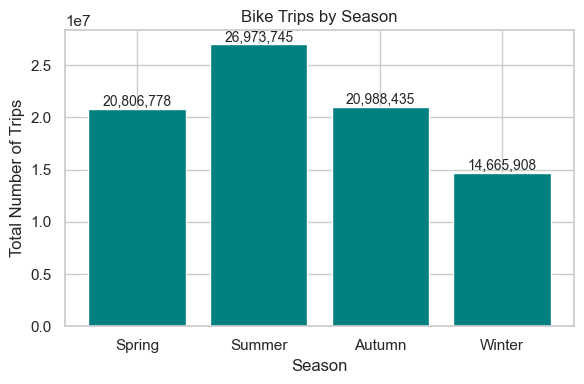 Bike Trips by Season
1e7
Total Number of Trips
2.5
2.0
1.5
1.0
0.5
0.0
20,806,778
26,973,745
20,988,435
14,665,908
Spring
Summer
Autumn
Winter
Season